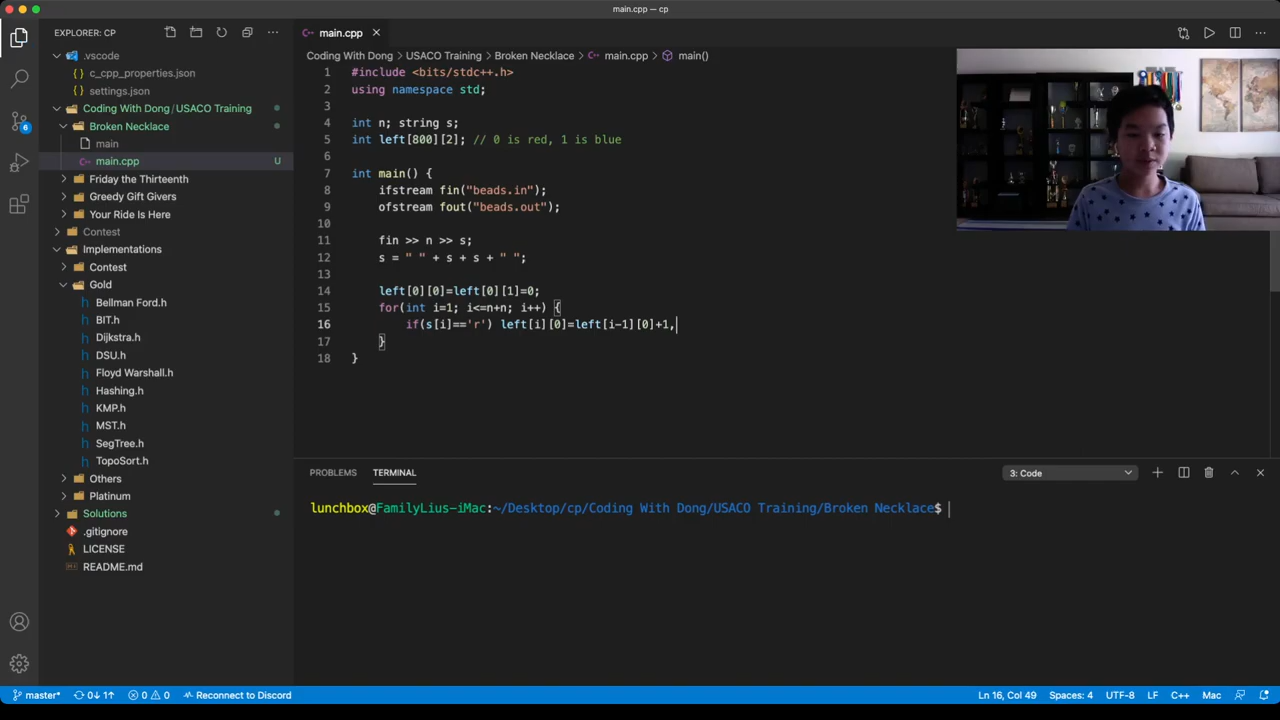 main.cpp — cp
EXPLORER: CP
.vscode
c_cpp_properties.json
settings.json
Coding With Dong / USACO Training
Broken Necklace
main
main.cpp U
Friday the Thirteenth
Greedy Gift Givers
Your Ride Is Here
Contest
Implementations
Contest
Gold
Bellman Ford.h
BIT.h
Dijkstra.h
DSU.h
Floyd Warshall.h
Hashing.h
KMP.h
MST.h
SegTree.h
TopoSort.h
Others
Platinum
Solutions
.gitignore
LICENSE
README.md
6
main.cpp
Coding With Dong > USACO Training > Broken Necklace > main.cpp > main()
1 #include <bits/stdc++.h>
2 using namespace std;
3
4 int n; string s;
5 int left[800][2]; // 0 is red, 1 is blue
6
7 int main() {
8 ifstream fin("beads.in");
9 ofstream fout("beads.out");
10
11 fin >> n >> s;
12 s = " " + s + s + " ";
13
14 left[0][0]=left[0][1]=0;
15 for(int i=1; i<=n+n; i++) {
16 if(s[i]=='r') left[i][0]=left[i-1][0]+1,
17 }
18 }
PROBLEMS TERMINAL 3: Code
lunchbox@FamilyLius-iMac:~/Desktop/cp/Coding With Dong/USACO Training/Broken Necklace$
master* 0↓ 1↑ 0 0 Reconnect to Discord Ln 16, Col 49 Spaces: 4 UTF-8 LF C++ Mac